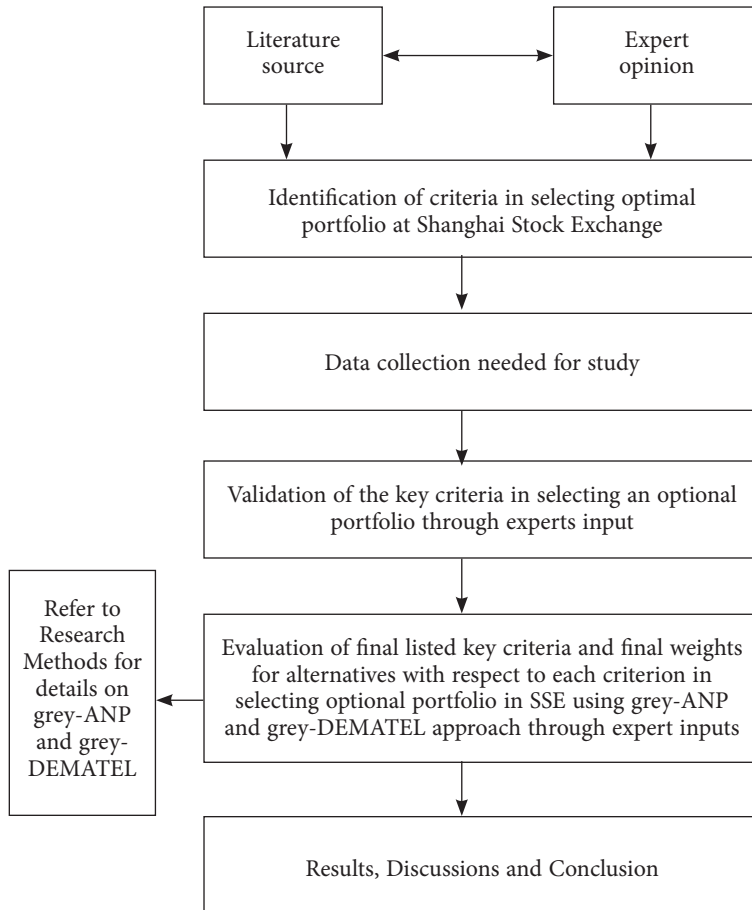 Literature
source
Expert
opinion
Identification of criteria in selecting optimal
portfolio at Shanghai Stock Exchange
Data collection needed for study
Validation of the key criteria in selecting an optional
portfolio through experts input
Refer to
Research
Methods for
details on
grey-ANP
and grey-
DEMATEL
Evaluation of final listed key criteria and final weights
for alternatives with respect to each criterion in
selecting optional portfolio in SSE using grey-ANP
and grey-DEMATEL approach through expert inputs
Results, Discussions and Conclusion